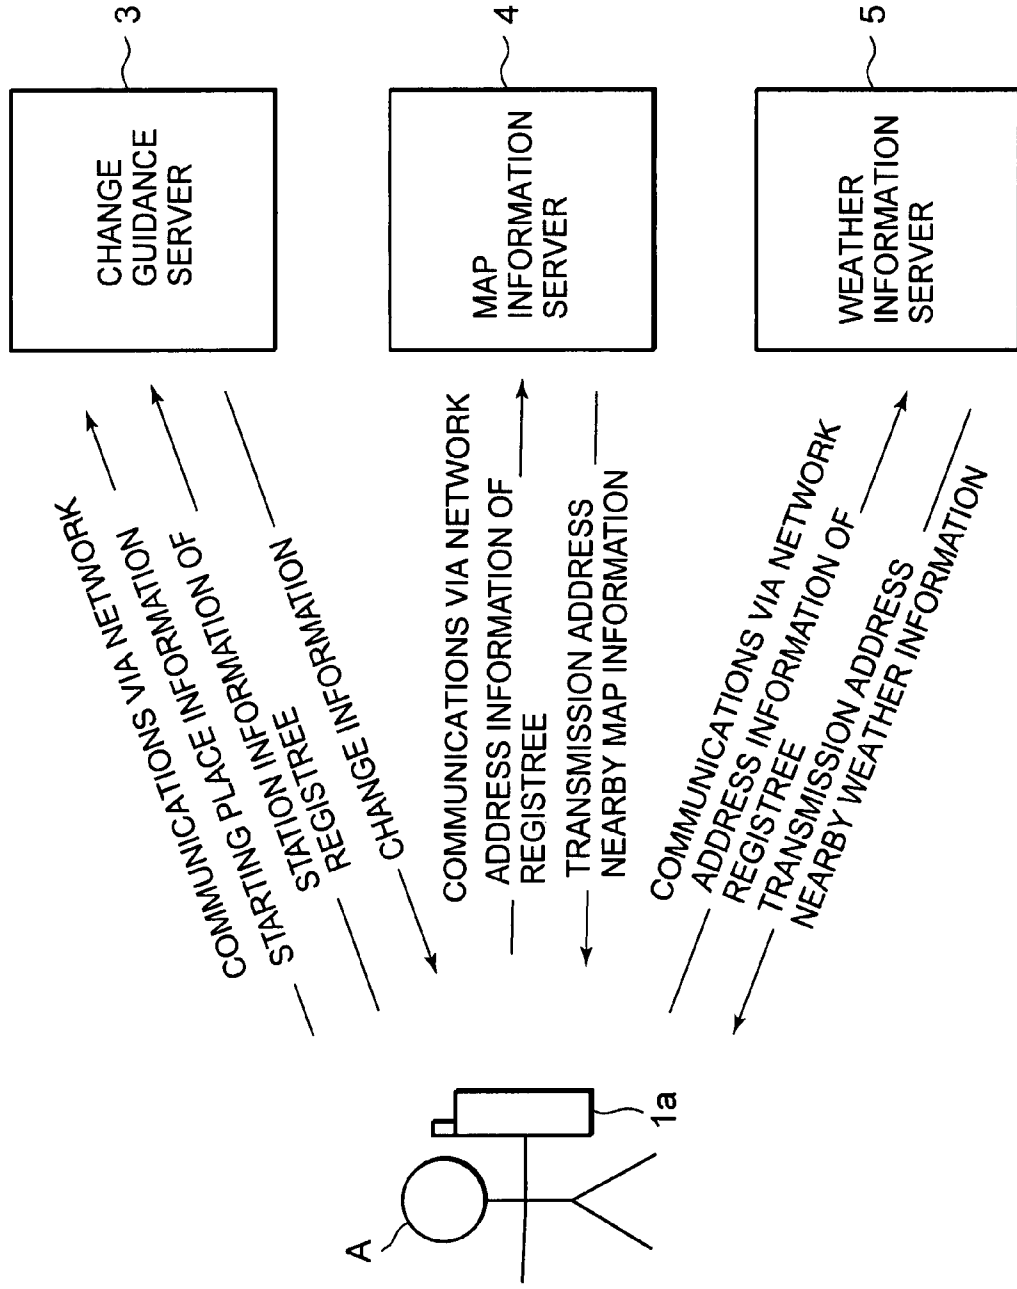 3
CHANGE
GUIDANCE
SERVER
COMMUNICATIONS VIA NETWORK
STARTING PLACE INFORMATION
STATION INFORMATION OF
REGISTREE
CHANGE INFORMATION
4
MAP
INFORMATION
SERVER
COMMUNICATIONS VIA NETWORK
ADDRESS INFORMATION OF
REGISTREE
TRANSMISSION ADDRESS
NEARBY MAP INFORMATION
5
WEATHER
INFORMATION
SERVER
COMMUNICATIONS VIA NETWORK
ADDRESS INFORMATION OF
REGISTREE
TRANSMISSION ADDRESS
NEARBY WEATHER INFORMATION
A
1a